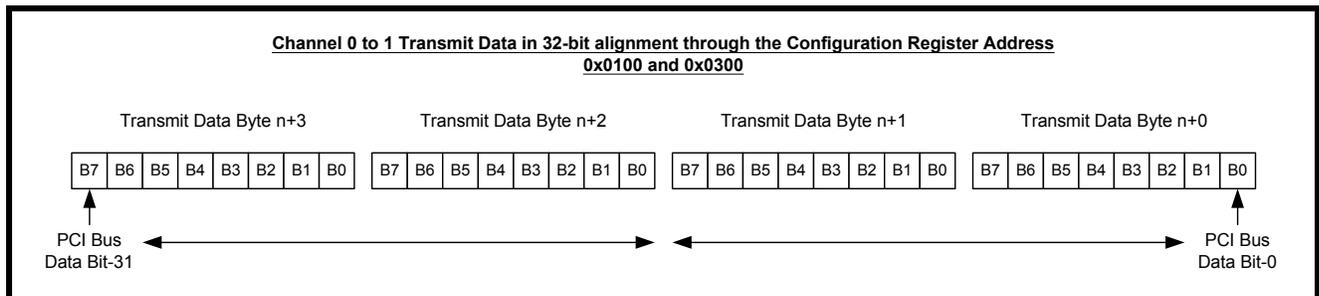 Channel 0 to 1 Transmit Data in 32-bit alignment through the Configuration Register Address
0x0100 and 0x0300
Transmit Data Byte n+3 Transmit Data Byte n+2 Transmit Data Byte n+1 Transmit Data Byte n+0
B7 B6 B5 B4 B3 B2 B1 B0 B7 B6 B5 B4 B3 B2 B1 B0 B7 B6 B5 B4 B3 B2 B1 B0 B7 B6 B5 B4 B3 B2 B1 B0
PCI Bus PCI Bus
Data Bit-31 Data Bit-0